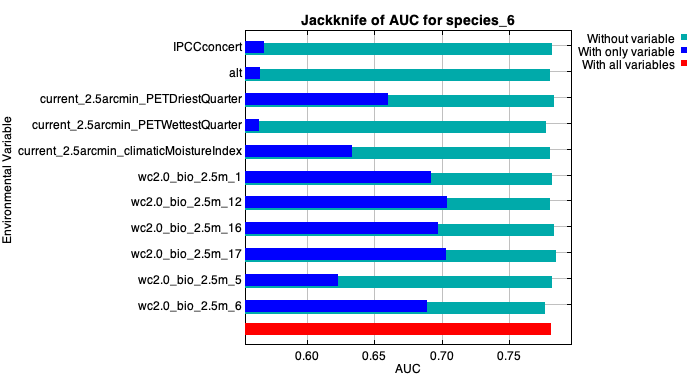 Jackknife of AUC for species_6
Without variable
With only variable
With all variables
Environmental Variable
IPCCconcert
alt
current_2.5arcmin_PETDriestQuarter
current_2.5arcmin_PETWettestQuarter
current_2.5arcmin_climaticMoistureIndex
wc2.0_bio_2.5m_1
wc2.0_bio_2.5m_12
wc2.0_bio_2.5m_16
wc2.0_bio_2.5m_17
wc2.0_bio_2.5m_5
wc2.0_bio_2.5m_6
0.60 0.65 0.70 0.75
AUC